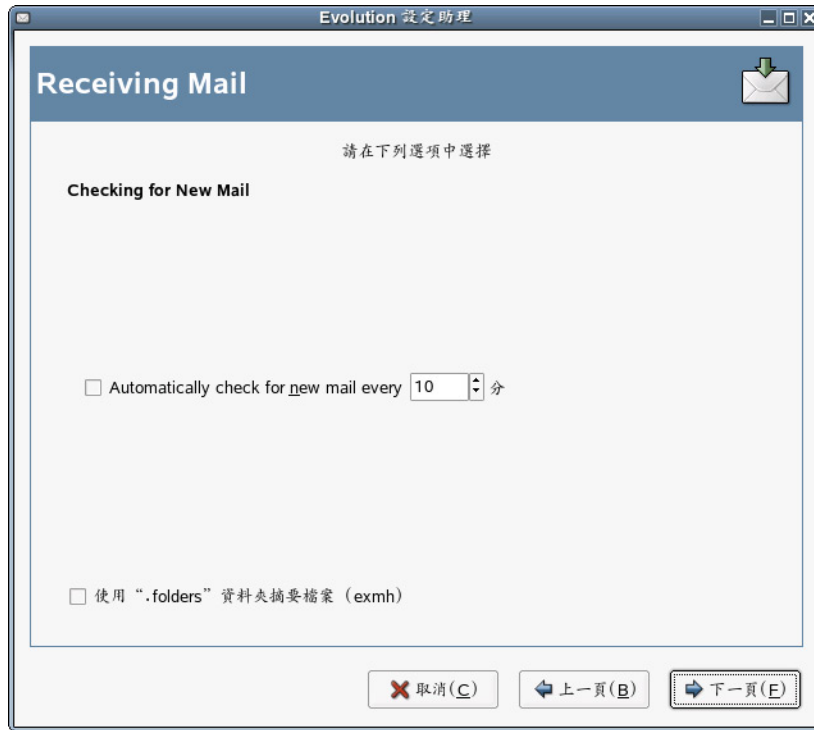 Evolution 設定助理
Receiving Mail
請在下列選項中選擇
Checking for New Mail
Automatically check for new mail every 10 分
使用“.folders”資料夾摘要檔案（exmh）
取消(C) 上一頁(B) 下一頁(F)